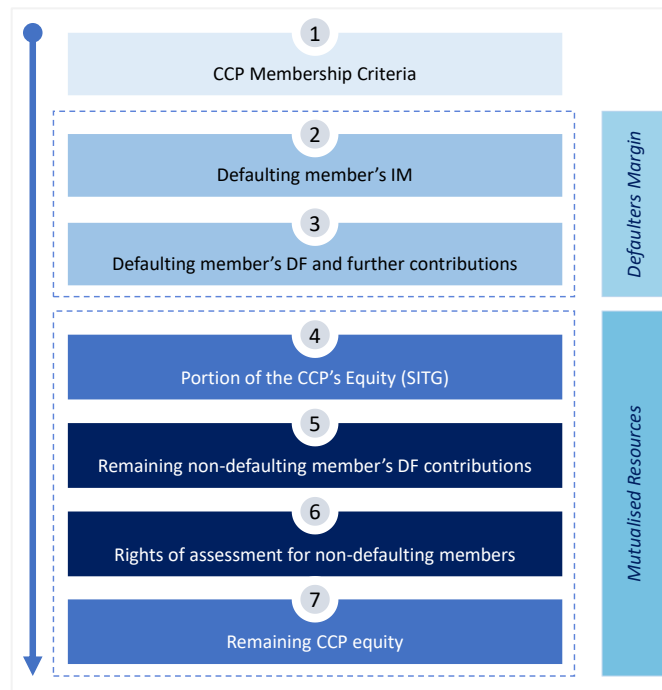 1
CCP Membership Criteria
2
Defaulting member's IM
3
Defaulting member's DF and further contributions
Defaulters Margin
4
Portion of the CCP's Equity (SITG)
5
Remaining non-defaulting member's DF contributions
6
Rights of assessment for non-defaulting members
7
Remaining CCP equity
Mutualised Resources